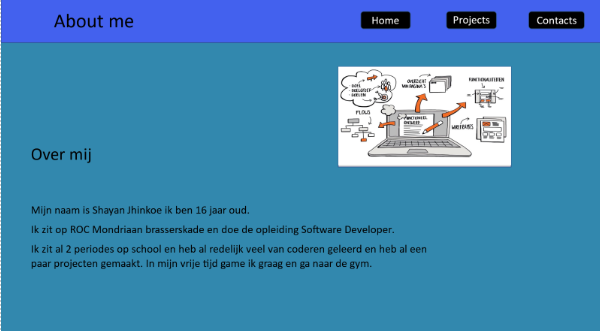 About me
Home
Projects
Contacts
DOEL
DOELGROEP
OVERZICHT
FUNCTIONALITEITEN
FLOWS
FUNCTIONEEL
ONTWERP
WIREFRAMES
Over mij
Mijn naam is Shayan Jhinkoe ik ben 16 jaar oud.
Ik zit op ROC Mondriaan brasserskade en doe de opleiding Software Developer.
Ik zit al 2 periodes op school en heb al redelijk veel van coderen geleerd en heb al een
paar projecten gemaakt. In mijn vrije tijd game ik graag en ga naar de gym.